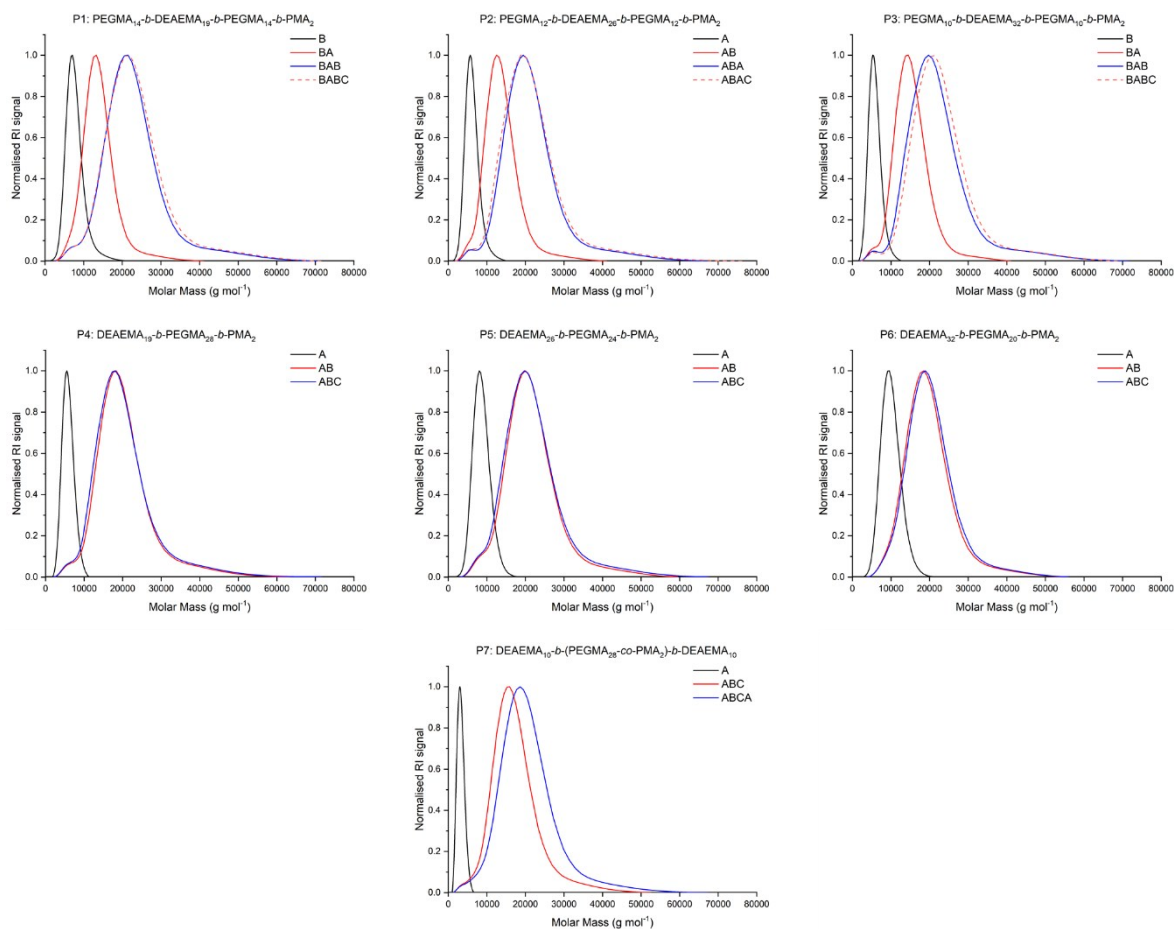 P1: PEGMA₁₄-b-DEAEMA₁₉-b-PEGMA₁₄-b-PMA₂
B
BA
BAB
BABC
Normalised RI signal
1.0
0.8
0.6
0.4
0.2
0.0
0 10000 20000 30000 40000 50000 60000 70000 80000
Molar Mass (g mol⁻¹)
P2: PEGMA₁₂-b-DEAEMA₂₆-b-PEGMA₁₂-b-PMA₂
A
AB
ABA
ABAC
Normalised RI signal
1.0
0.8
0.6
0.4
0.2
0.0
0 10000 20000 30000 40000 50000 60000 70000 80000
Molar Mass (g mol⁻¹)
P3: PEGMA₁₀-b-DEAEMA₃₂-b-PEGMA₁₀-b-PMA₂
B
BA
BAB
BABC
Normalised RI signal
1.0
0.8
0.6
0.4
0.2
0.0
0 10000 20000 30000 40000 50000 60000 70000 80000
Molar Mass (g mol⁻¹)
P4: DEAEMA₁₉-b-PEGMA₂₈-b-PMA₂
A
AB
ABC
Normalised RI signal
1.0
0.8
0.6
0.4
0.2
0.0
0 10000 20000 30000 40000 50000 60000 70000 80000
Molar Mass (g mol⁻¹)
P5: DEAEMA₂₆-b-PEGMA₂₄-b-PMA₂
A
AB
ABC
Normalised RI signal
1.0
0.8
0.6
0.4
0.2
0.0
0 10000 20000 30000 40000 50000 60000 70000 80000
Molar Mass (g mol⁻¹)
P6: DEAEMA₃₂-b-PEGMA₂₀-b-PMA₂
A
AB
ABC
Normalised RI signal
1.0
0.8
0.6
0.4
0.2
0.0
0 10000 20000 30000 40000 50000 60000 70000 80000
Molar Mass (g mol⁻¹)
P7: DEAEMA₁₀-b-(PEGMA₂₈-co-PMA₂)-b-DEAEMA₁₀
A
ABC
ABCA
Normalised RI signal
1.0
0.8
0.6
0.4
0.2
0.0
0 10000 20000 30000 40000 50000 60000 70000 80000
Molar Mass (g mol⁻¹)